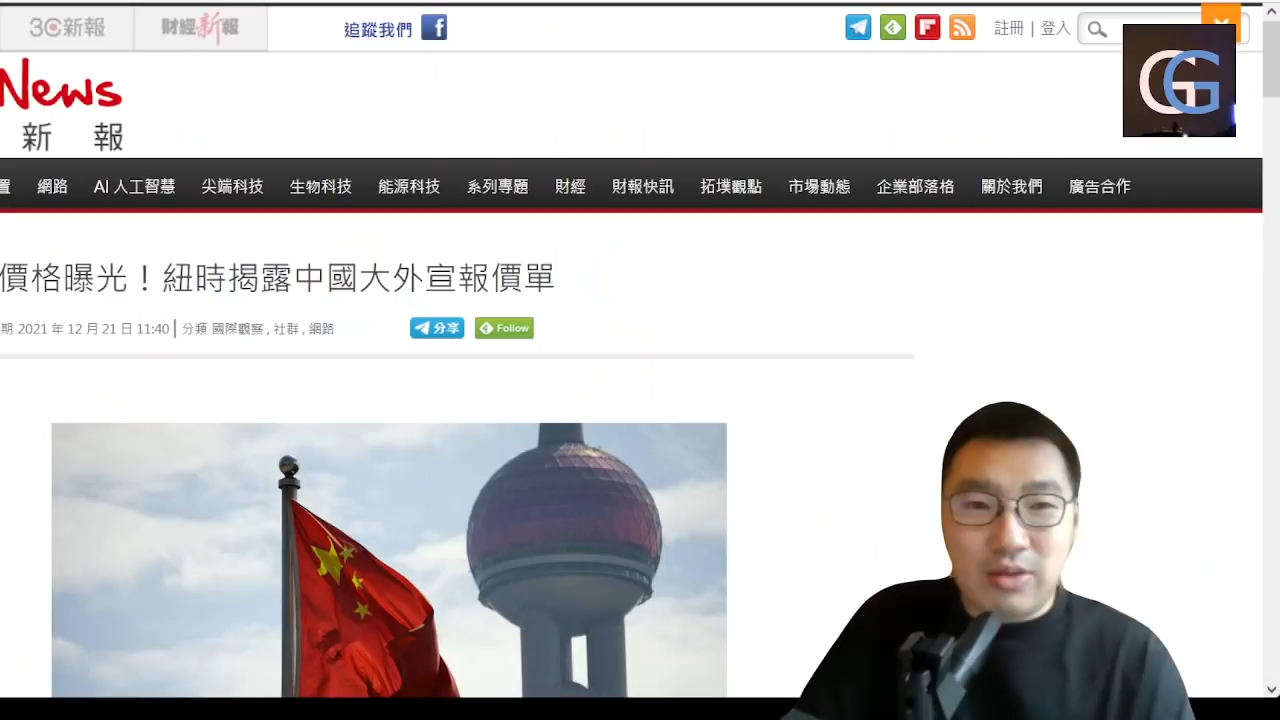 3C新報 財經新報 追蹤我們 f 註冊 | 登入
GG
News
新報
置 網路 AI 人工智慧 尖端科技 生物科技 能源科技 系列專題 財經 財報快訊 拓墣觀點 市場動態 企業部落格 關於我們 廣告合作
價格曝光！紐時揭露中國大外宣報價單
期 2021 年 12 月 21 日 11:40 | 分類 國際觀察 , 社群 , 網路 分享 Follow